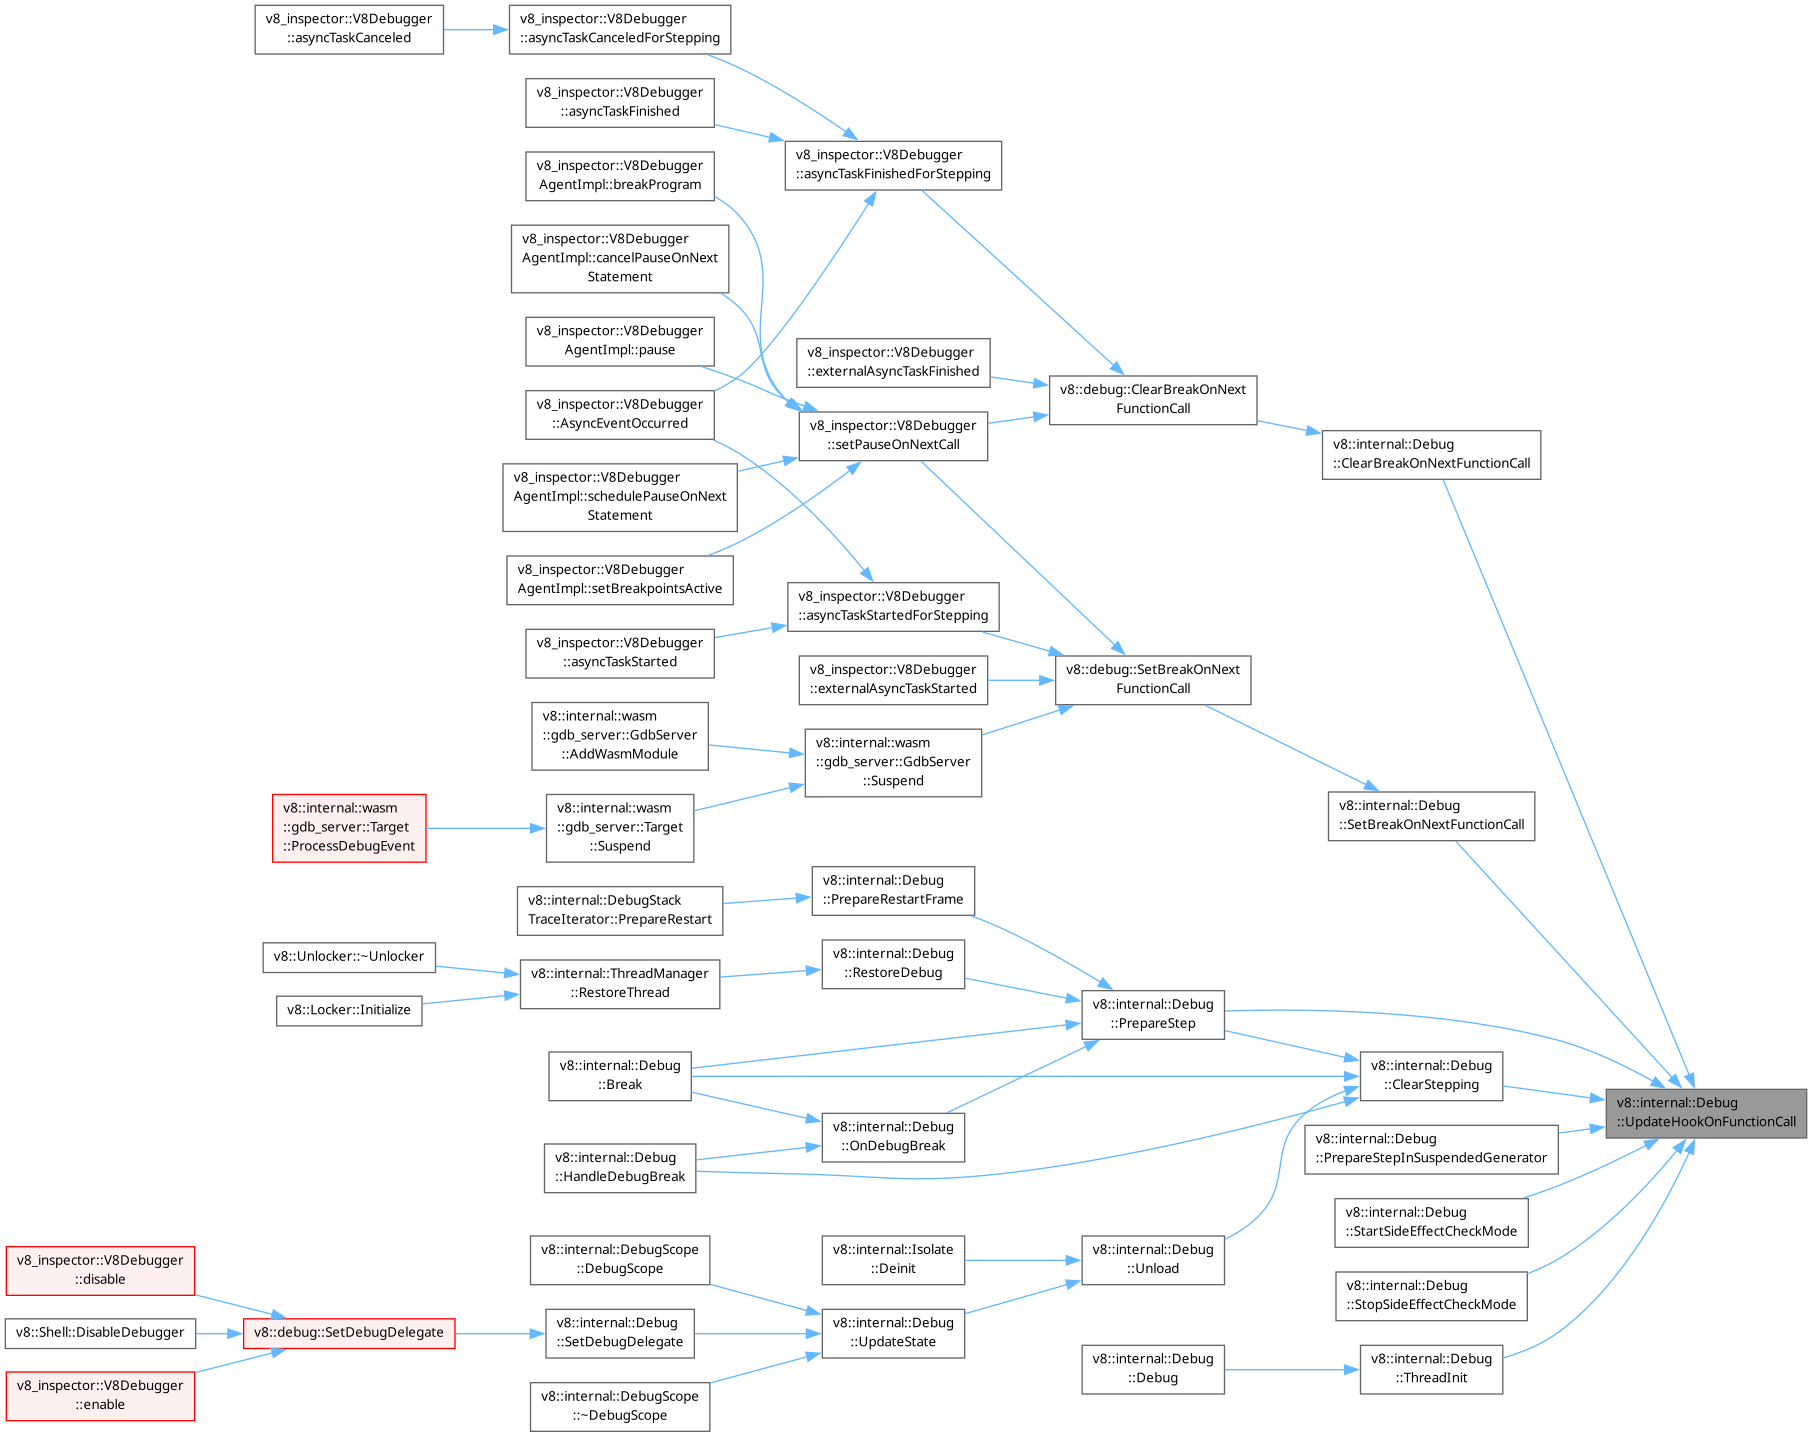 v8_inspector::V8Debugger
::asyncTaskCanceled
v8_inspector::V8Debugger
::asyncTaskCanceledForStepping
v8_inspector::V8Debugger
::asyncTaskFinished
v8_inspector::V8Debugger
::asyncTaskFinishedForStepping
v8_inspector::V8Debugger
AgentImpl::breakProgram
v8_inspector::V8Debugger
AgentImpl::cancelPauseOnNext
Statement
v8_inspector::V8Debugger
AgentImpl::pause
v8_inspector::V8Debugger
::externalAsyncTaskFinished
v8::debug::ClearBreakOnNext
FunctionCall
v8_inspector::V8Debugger
::AsyncEventOccurred
v8_inspector::V8Debugger
::setPauseOnNextCall
v8::internal::Debug
::ClearBreakOnNextFunctionCall
v8_inspector::V8Debugger
AgentImpl::schedulePauseOnNext
Statement
v8_inspector::V8Debugger
AgentImpl::setBreakpointsActive
v8_inspector::V8Debugger
::asyncTaskStartedForStepping
v8_inspector::V8Debugger
::asyncTaskStarted
v8_inspector::V8Debugger
::externalAsyncTaskStarted
v8::debug::SetBreakOnNext
FunctionCall
v8::internal::wasm
::gdb_server::GdbServer
::AddWasmModule
v8::internal::wasm
::gdb_server::GdbServer
::Suspend
v8::internal::wasm
::gdb_server::Target
::ProcessDebugEvent
v8::internal::wasm
::gdb_server::Target
::Suspend
v8::internal::Debug
::SetBreakOnNextFunctionCall
v8::internal::DebugStack
TraceIterator::PrepareRestart
v8::internal::Debug
::PrepareRestartFrame
v8::Unlocker::~Unlocker
v8::Locker::Initialize
v8::internal::ThreadManager
::RestoreThread
v8::internal::Debug
::RestoreDebug
v8::internal::Debug
::PrepareStep
v8::internal::Debug
::Break
v8::internal::Debug
::ClearStepping
v8::internal::Debug
::UpdateHookOnFunctionCall
v8::internal::Debug
::HandleDebugBreak
v8::internal::Debug
::OnDebugBreak
v8::internal::Debug
::PrepareStepInSuspendedGenerator
v8::internal::Debug
::StartSideEffectCheckMode
v8_inspector::V8Debugger
::disable
v8::internal::DebugScope
::DebugScope
v8::internal::Isolate
::Deinit
v8::internal::Debug
::Unload
v8::internal::Debug
::StopSideEffectCheckMode
v8::Shell::DisableDebugger
v8::debug::SetDebugDelegate
v8::internal::Debug
::SetDebugDelegate
v8::internal::Debug
::UpdateState
v8::internal::Debug
::Debug
v8::internal::Debug
::ThreadInit
v8_inspector::V8Debugger
::enable
v8::internal::DebugScope
::~DebugScope